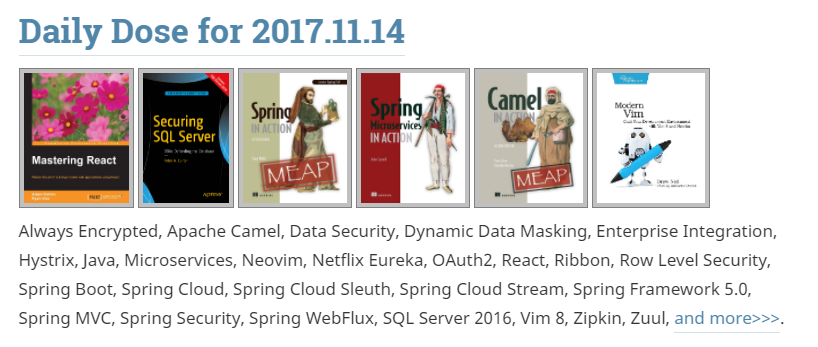 Daily Dose for 2017.11.14
Mastering React
Securing
SQL Server
Spring
IN ACTION
MEAP
Spring
Microservices
IN ACTION
Camel
IN ACTION
MEAP
Modern
Vim
Always Encrypted, Apache Camel, Data Security, Dynamic Data Masking, Enterprise Integration,
Hystrix, Java, Microservices, Neovim, Netflix Eureka, OAuth2, React, Ribbon, Row Level Security,
Spring Boot, Spring Cloud, Spring Cloud Sleuth, Spring Cloud Stream, Spring Framework 5.0,
Spring MVC, Spring Security, Spring WebFlux, SQL Server 2016, Vim 8, Zipkin, Zuul, and more>>>.